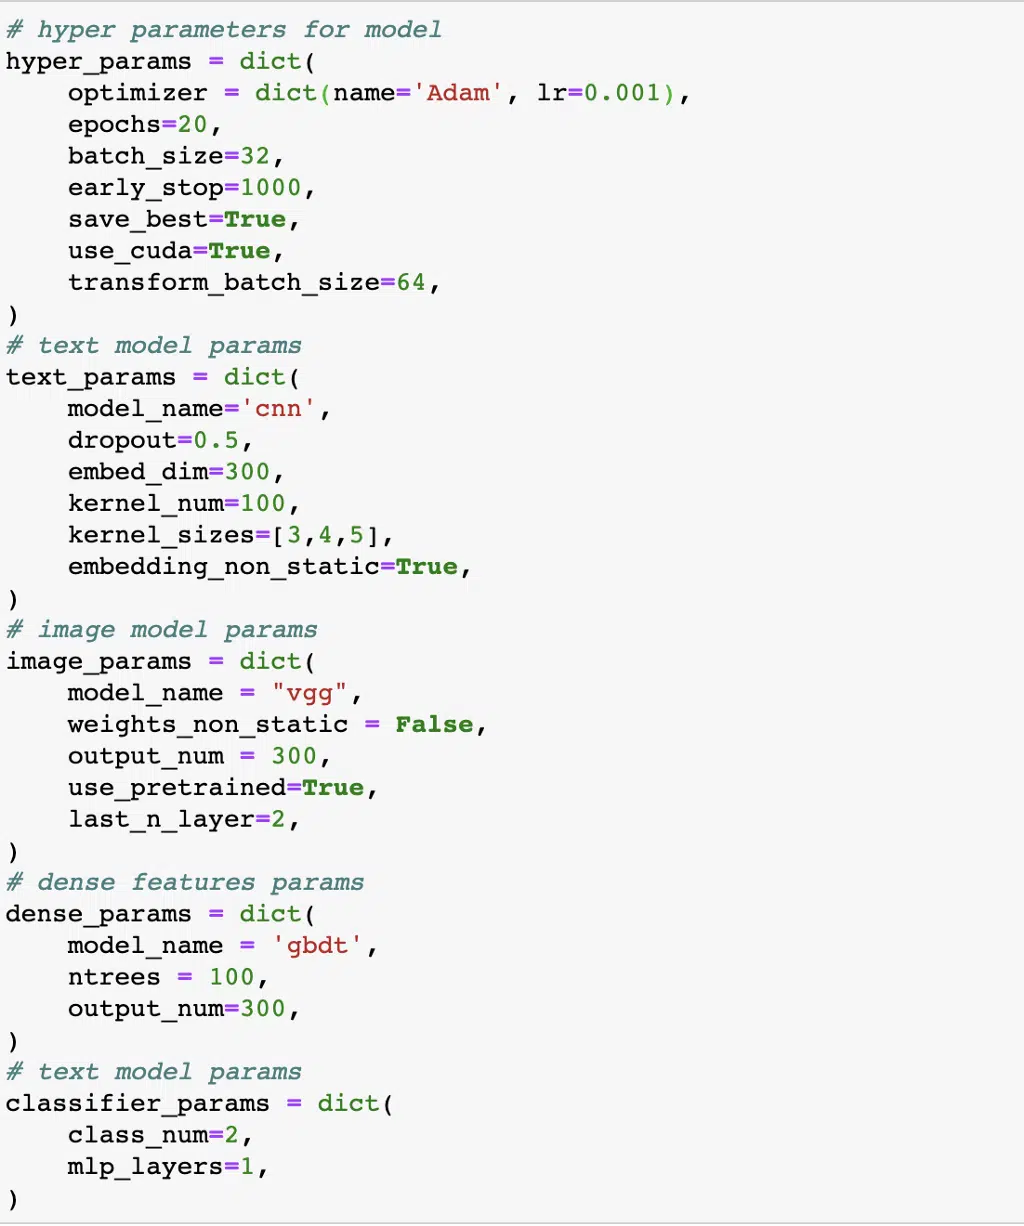 # hyper parameters for model
hyper_params = dict(
    optimizer = dict(name='Adam', lr=0.001),
    epochs=20,
    batch_size=32,
    early_stop=1000,
    save_best=True,
    use_cuda=True,
    transform_batch_size=64,
)
# text model params
text_params = dict(
    model_name='cnn',
    dropout=0.5,
    embed_dim=300,
    kernel_num=100,
    kernel_sizes=[3,4,5],
    embedding_non_static=True,
)
# image model params
image_params = dict(
    model_name = "vgg",
    weights_non_static = False,
    output_num = 300,
    use_pretrained=True,
    last_n_layer=2,
)
# dense features params
dense_params = dict(
    model_name = 'gbdt',
    ntrees = 100,
    output_num=300,
)
# text model params
classifier_params = dict(
    class_num=2,
    mlp_layers=1,
)